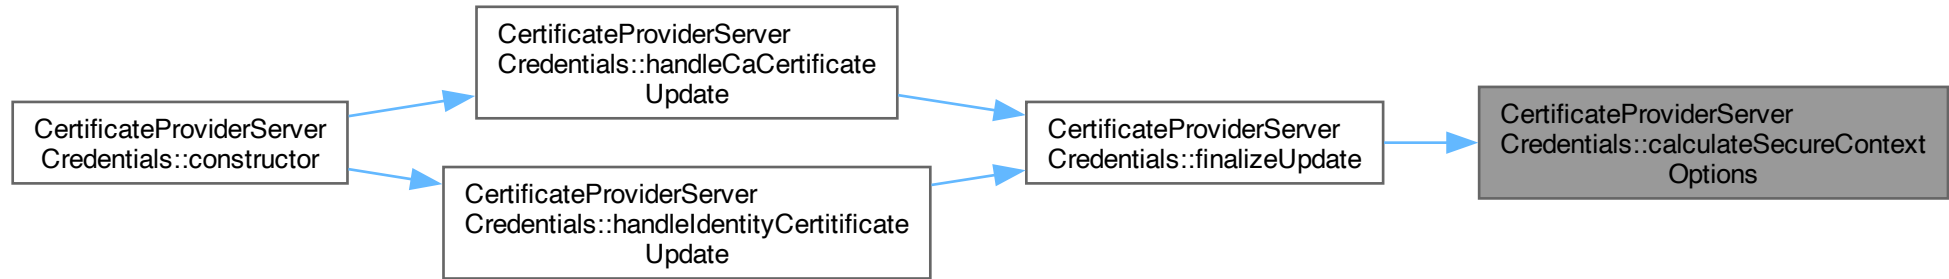 CertificateProviderServer
Credentials::constructor
CertificateProviderServer
Credentials::handleCaCertificate
Update
CertificateProviderServer
Credentials::handleIdentityCertitificate
Update
CertificateProviderServer
Credentials::finalizeUpdate
CertificateProviderServer
Credentials::calculateSecureContext
Options